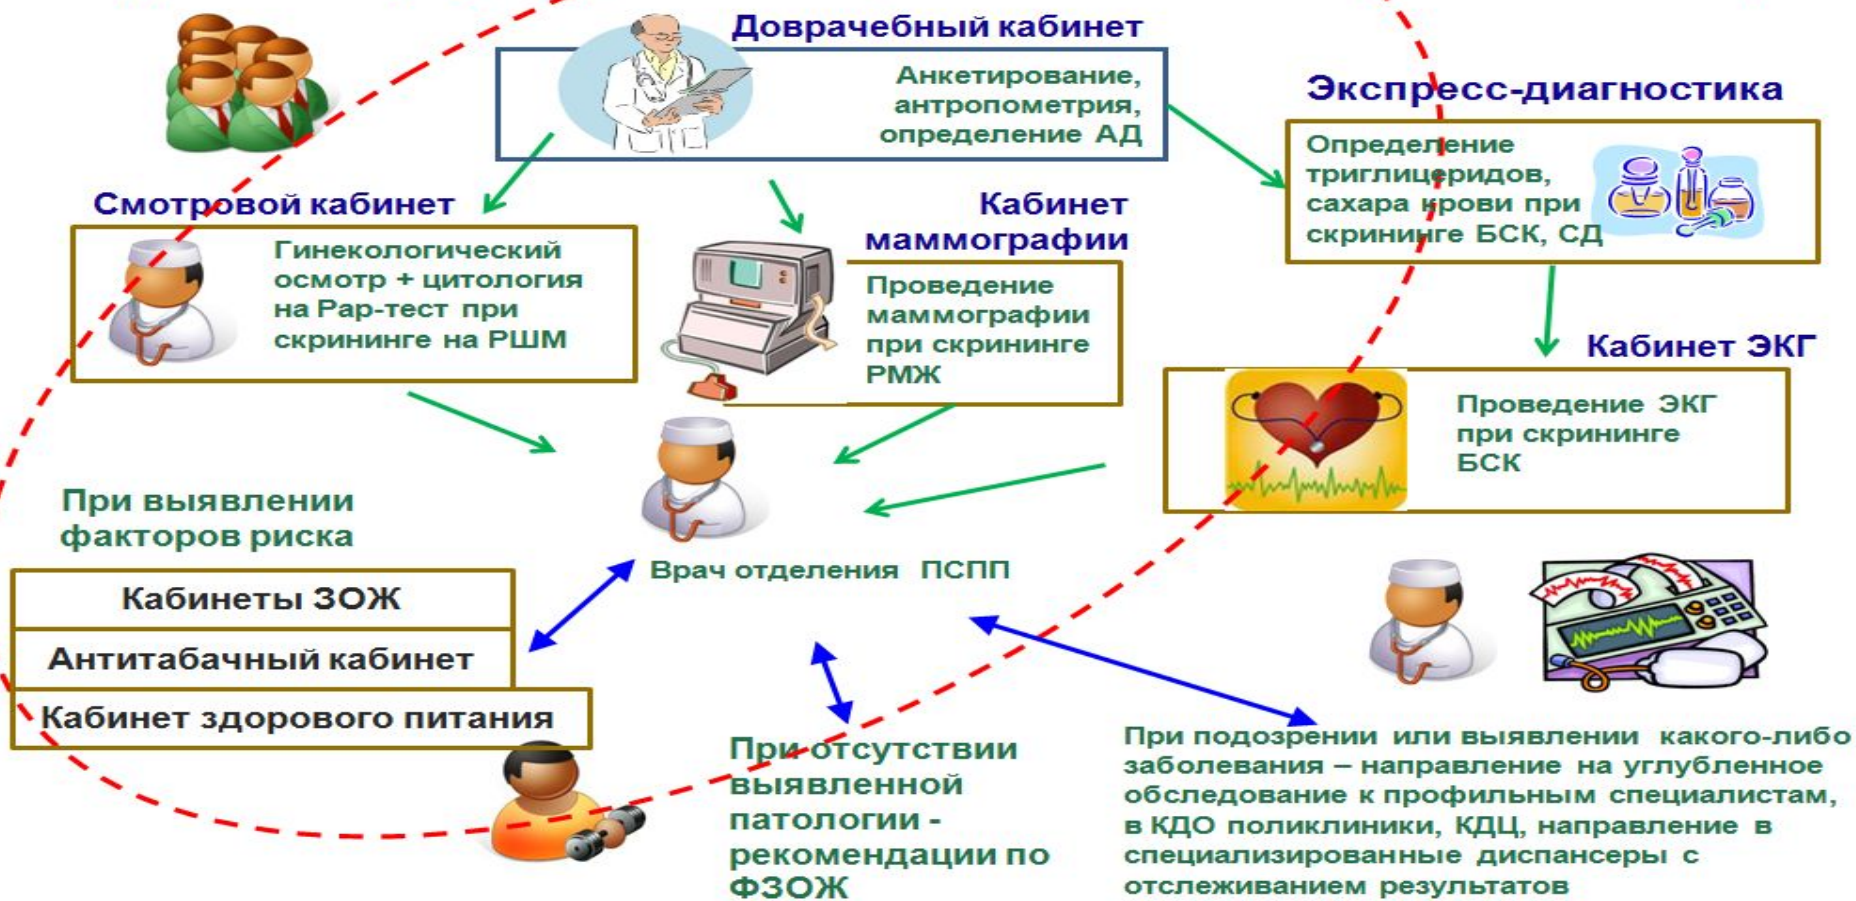 Доврачебный кабинет
Анкетирование,
антропометрия,
определение АД
Экспресс-диагностика
Определение
триглицеридов,
сахара крови при
скрининге БСК, СД
Смотровой кабинет
Гинекологический
осмотр + цитология
на Рар-тест при
скрининге на РШМ
Кабинет
маммографии
Проведение
маммографии
при скрининге
РМЖ
Кабинет ЭКГ
Проведение ЭКГ
при скрининге
БСК
При выявлении
факторов риска
Кабинеты ЗОЖ
Антитабачный кабинет
Кабинет здорового питания
Врач отделения ПСПП
При отсутствии
выявленной
патологии -
рекомендации по
ФЗОЖ
При подозрении или выявлении какого-либо
заболевания – направление на углубленное
обследование к профильным специалистам,
в КДО поликлиники, КДЦ, направление в
специализированные диспансеры с
отслеживанием результатов